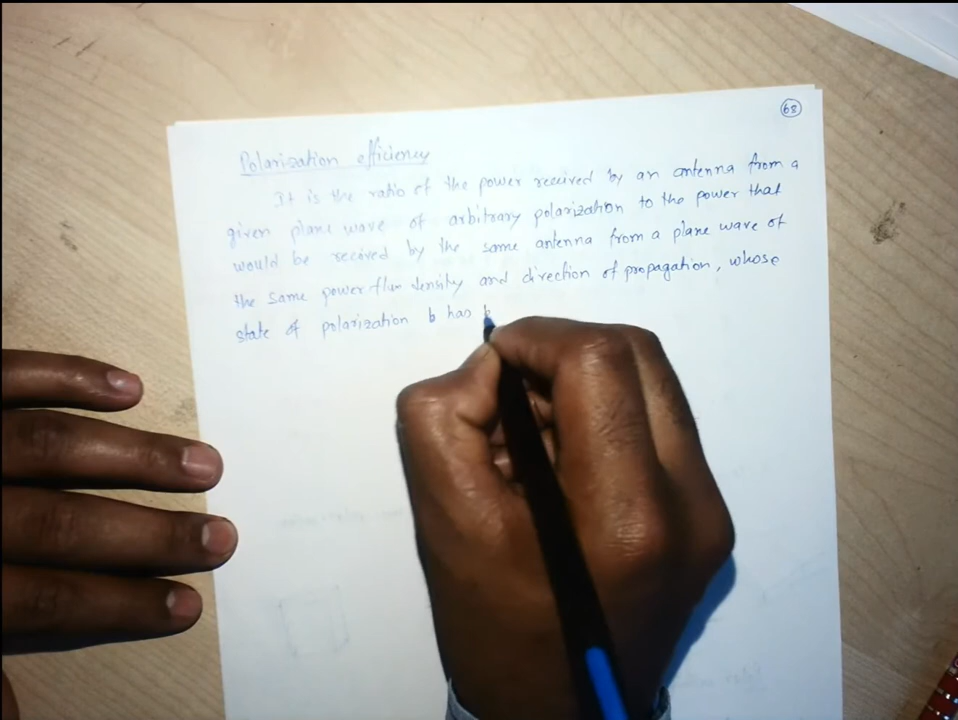 68
Polarization efficiency
It is the ratio of the power received by an antenna from a
given plane wave of arbitrary polarization to the power that
would be recived by the same antenna from a plane wave of
the same power flux density and direction of propagation, whose
state of polarization b has